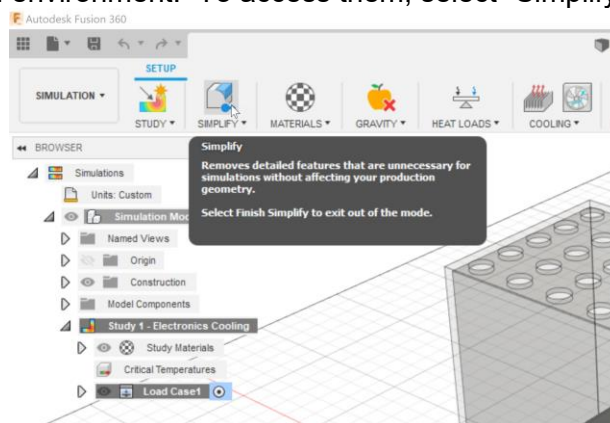 environment. To access them, select "Simplify
Autodesk Fusion 360
SETUP
SIMULATION
STUDY
SIMPLIFY
MATERIALS
GRAVITY
HEAT LOADS
COOLING
BROWSER
Simplify
Removes detailed features that are unnecessary for
simulations without affecting your production
geometry.
Select Finish Simplify to exit out of the mode.
Simulations
Units: Custom
Simulation Mod
Named Views
Origin
Construction
Model Components
Study 1 - Electronics Cooling
Study Materials
Critical Temperatures
Load Case1